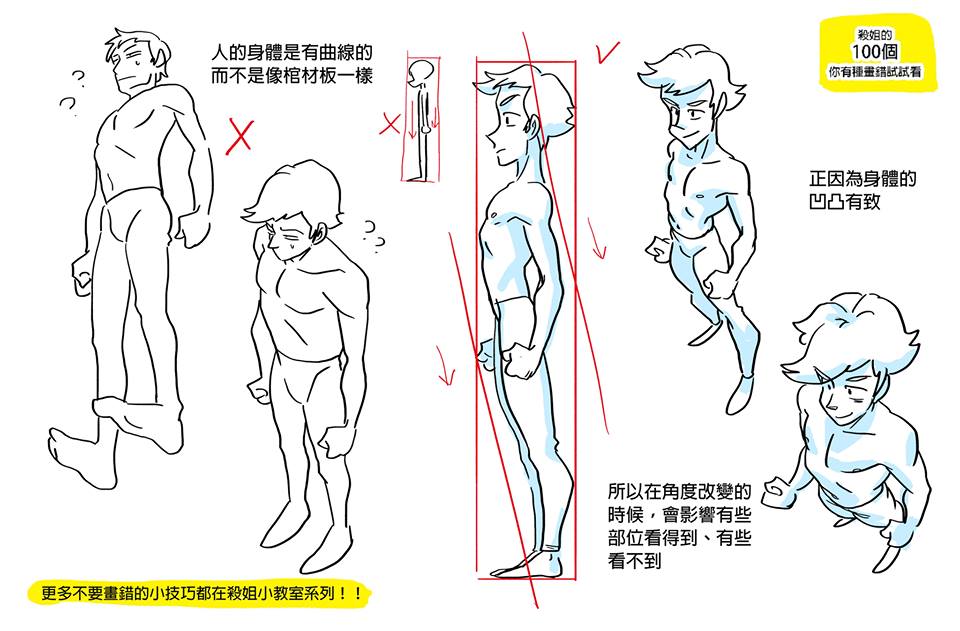 人的身體是有曲線的
而不是像棺材板一樣
殺姐的
100個
你有種畫錯試試看
正因為身體的
凹凸有致
所以在角度改變的
時候，會影響有些
部位看得到、有些
看不到
更多不要畫錯的小技巧都在殺姐小教室系列！！
? ?
? ?